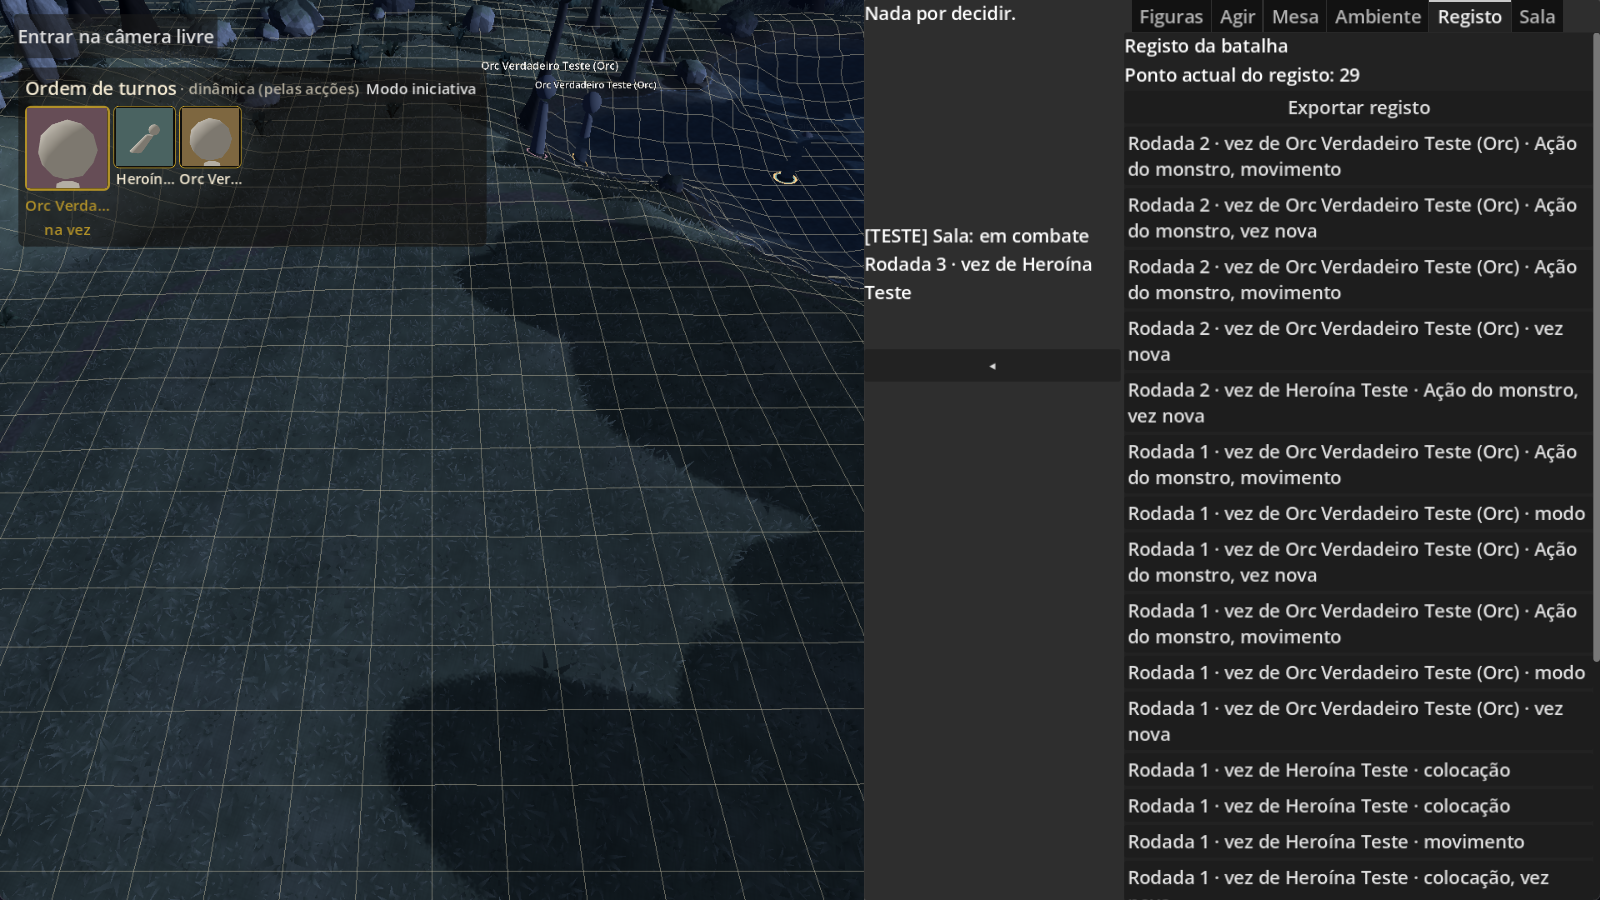 Entrar na câmera livre
Ordem de turnos · dinâmica (pelas acções) Modo iniciativa
Heroín... Orc Ver...
Orc Verda...
na vez
Orc Verdadeiro Teste (Orc)
Orc Verdadeiro Teste (Orc)
Nada por decidir.
[TESTE] Sala: em combate
Rodada 3 · vez de Heroína
Teste
Figuras Agir Mesa Ambiente Registo Sala
Registo da batalha
Ponto actual do registo: 29
Exportar registo
Rodada 2 · vez de Orc Verdadeiro Teste (Orc) · Ação
do monstro, movimento
Rodada 2 · vez de Orc Verdadeiro Teste (Orc) · Ação
do monstro, vez nova
Rodada 2 · vez de Orc Verdadeiro Teste (Orc) · Ação
do monstro, movimento
Rodada 2 · vez de Orc Verdadeiro Teste (Orc) · vez
nova
Rodada 2 · vez de Heroína Teste · Ação do monstro,
vez nova
Rodada 1 · vez de Orc Verdadeiro Teste (Orc) · Ação
do monstro, movimento
Rodada 1 · vez de Orc Verdadeiro Teste (Orc) · modo
Rodada 1 · vez de Orc Verdadeiro Teste (Orc) · Ação
do monstro, vez nova
Rodada 1 · vez de Orc Verdadeiro Teste (Orc) · Ação
do monstro, movimento
Rodada 1 · vez de Orc Verdadeiro Teste (Orc) · modo
Rodada 1 · vez de Orc Verdadeiro Teste (Orc) · vez
nova
Rodada 1 · vez de Heroína Teste · colocação
Rodada 1 · vez de Heroína Teste · colocação
Rodada 1 · vez de Heroína Teste · movimento
Rodada 1 · vez de Heroína Teste · colocação, vez